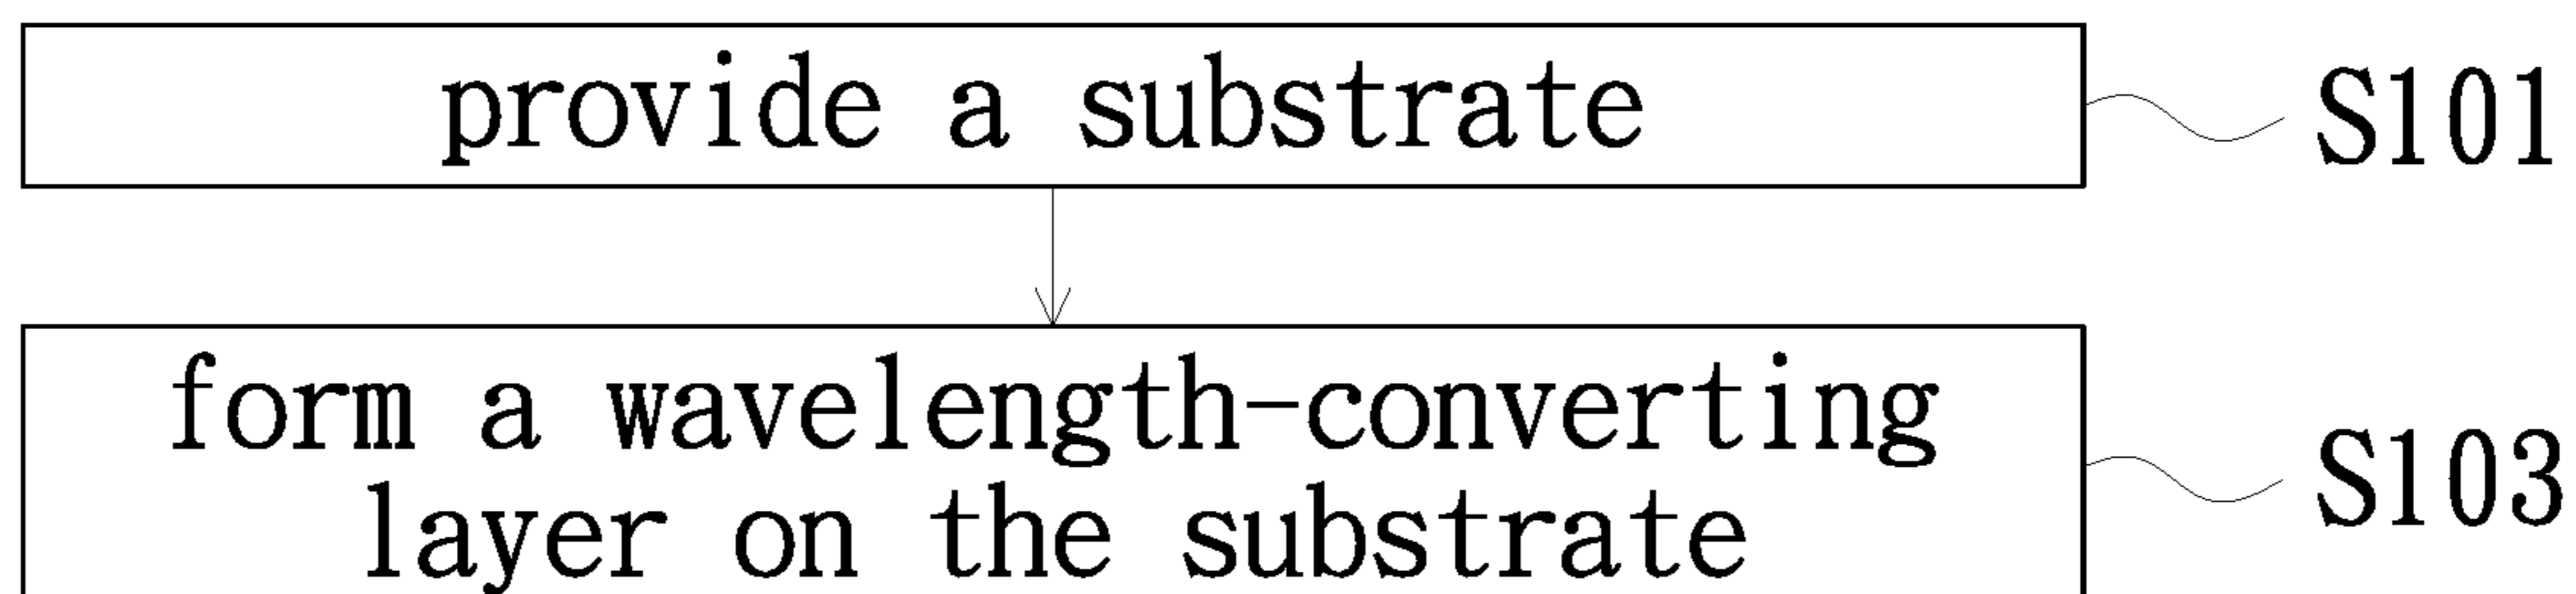 provide a substrate
S101
form a wavelength-converting
layer on the substrate
S103